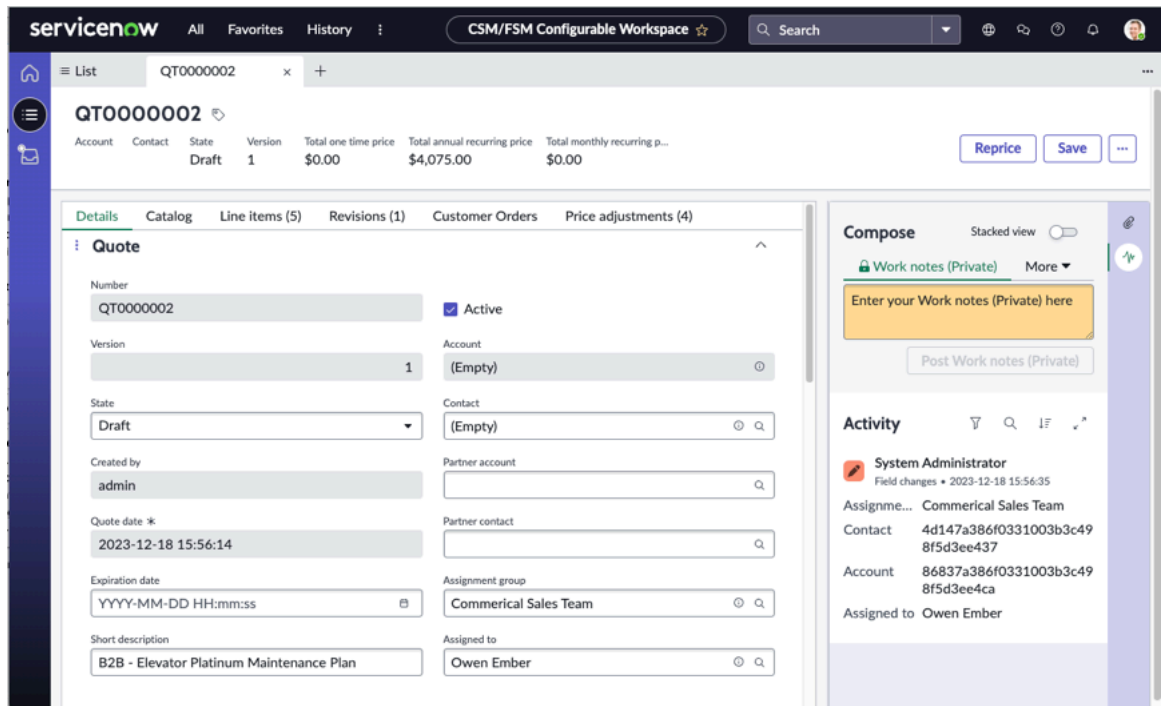 servicenow All Favorites History CSM/FSM Configurable Workspace Search
List QT0000002 × +
QT0000002
Account Contact State Version Total one time price Total annual recurring price Total monthly recurring p...
Draft 1 $0.00 $4,075.00 $0.00
Reprice Save ...
Details Catalog Line items (5) Revisions (1) Customer Orders Price adjustments (4)
Quote
Number
QT0000002
Active
Version
1
Account
(Empty)
State
Draft
Contact
(Empty)
Created by
admin
Partner account
Quote date *
2023-12-18 15:56:14
Partner contact
Expiration date
YYYY-MM-DD HH:mm:ss
Assignment group
Commerical Sales Team
Short description
B2B - Elevator Platinum Maintenance Plan
Assigned to
Owen Ember
Compose Stacked view
Work notes (Private) More
Enter your Work notes (Private) here
Post Work notes (Private)
Activity
System Administrator
Field changes • 2023-12-18 15:56:35
Assignme... Commerical Sales Team
Contact 4d147a386f0331003b3c49
8f5d3ee437
Account 86837a386f0331003b3c49
8f5d3ee4ca
Assigned to Owen Ember